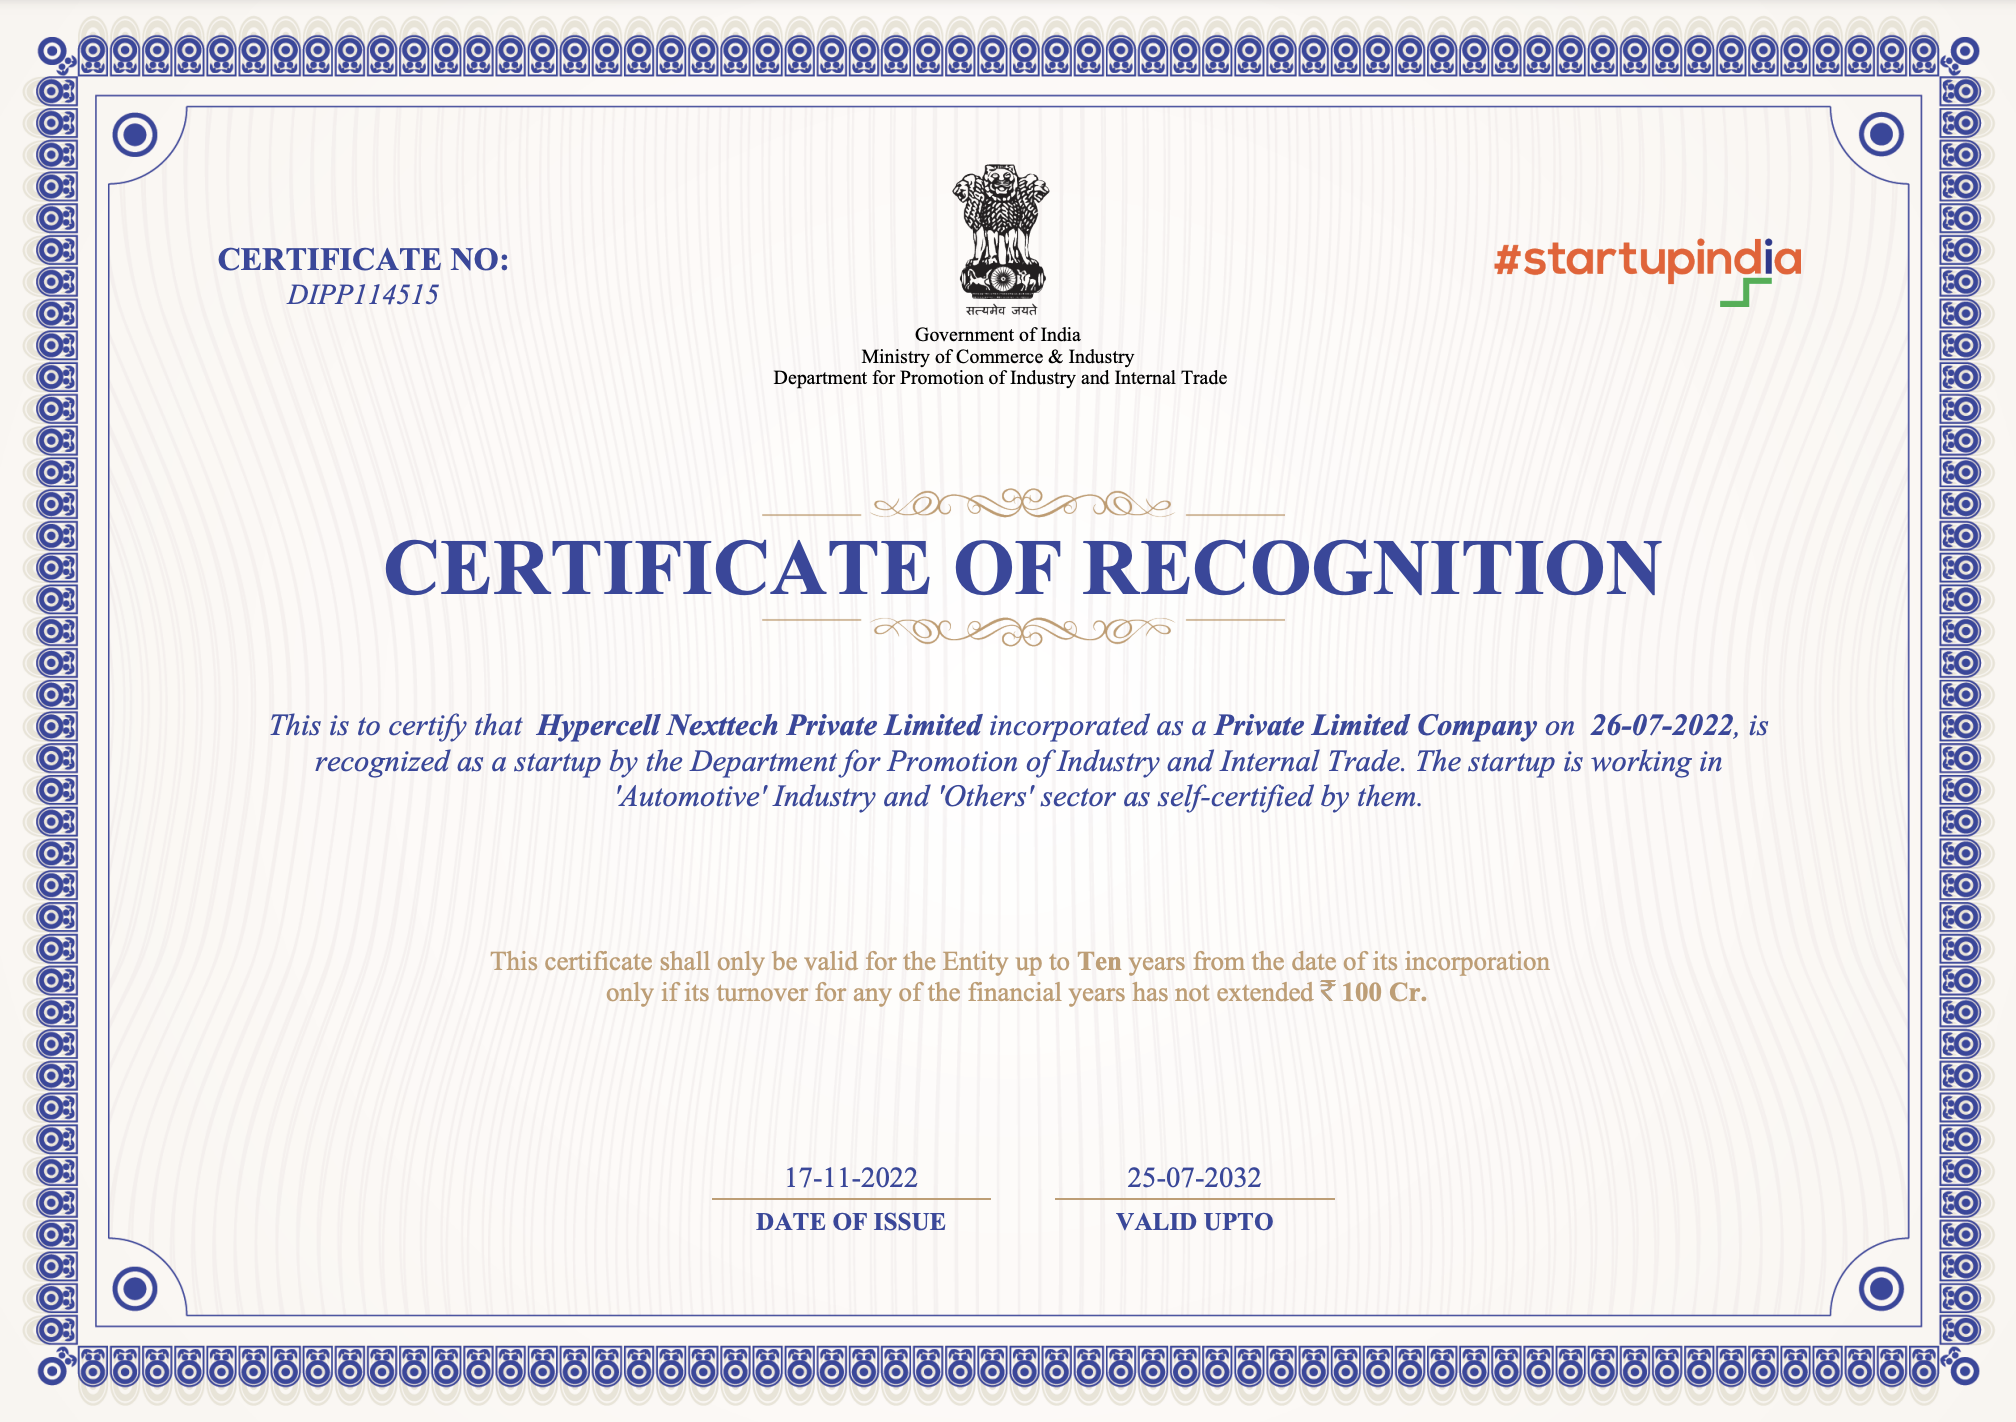 CERTIFICATE NO:
DIPP114515
सत्यमेव जयते
Government of India
Ministry of Commerce & Industry
Department for Promotion of Industry and Internal Trade
#startupindia
CERTIFICATE OF RECOGNITION
This is to certify that Hypercell Nexttech Private Limited incorporated as a Private Limited Company on 26-07-2022, is
recognized as a startup by the Department for Promotion of Industry and Internal Trade. The startup is working in
'Automotive' Industry and 'Others' sector as self-certified by them.
This certificate shall only be valid for the Entity up to Ten years from the date of its incorporation
only if its turnover for any of the financial years has not extended ₹ 100 Cr.
17-11-2022
DATE OF ISSUE
25-07-2032
VALID UPTO